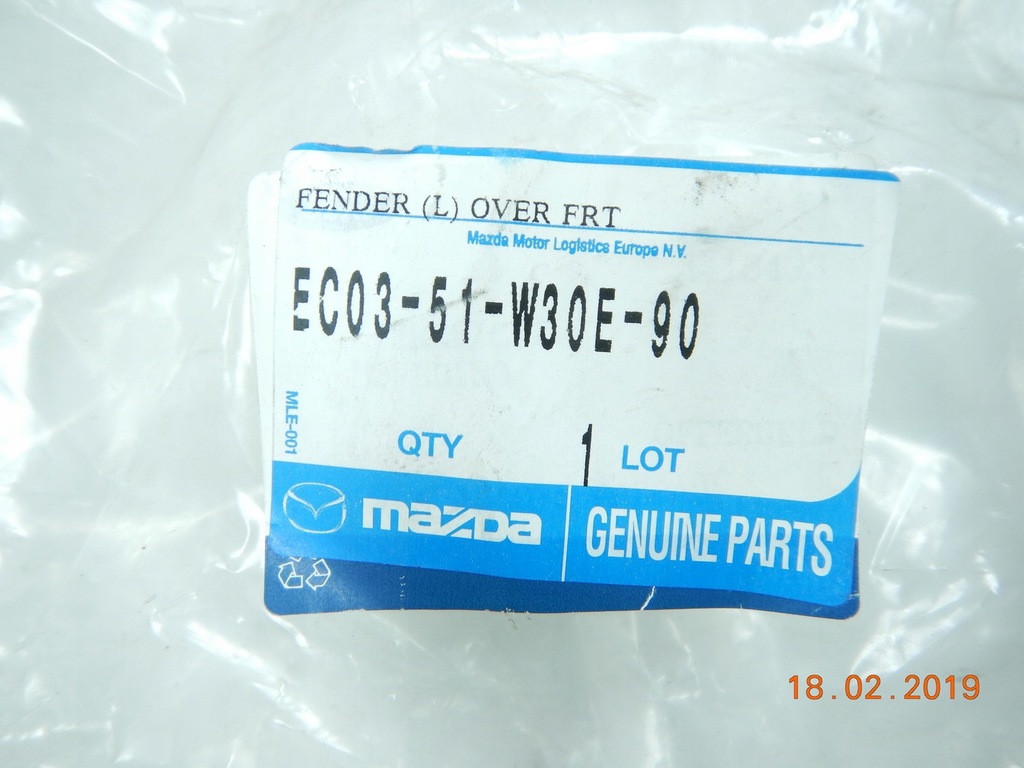 FENDER (L) OVER FRT
Mazda Motor Logistics Europe N.V.
EC03-51-W30E-90
MLE-001
QTY 1 LOT
mazda GENUINE PARTS
18.02.2019